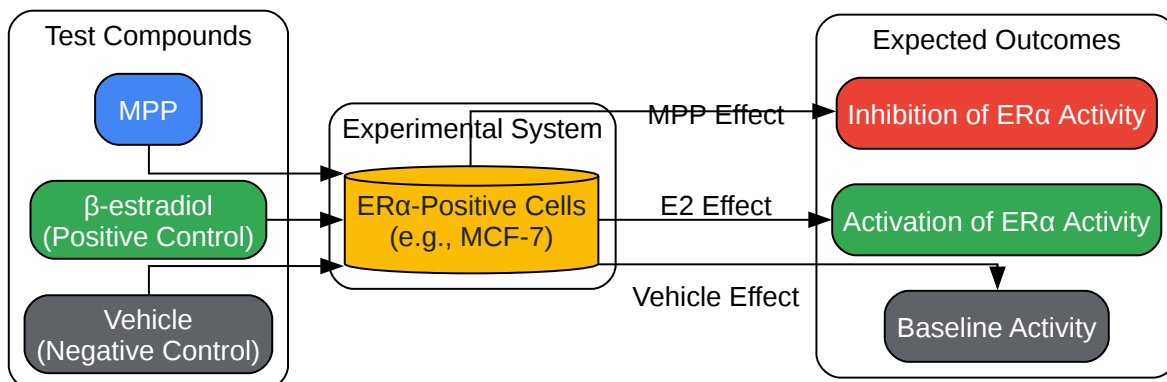 Test Compounds
MPP
β-estradiol
(Positive Control)
Vehicle
(Negative Control)
Experimental System
ERα-Positive Cells
(e.g., MCF-7)
MPP Effect
E2 Effect
Vehicle Effect
Expected Outcomes
Inhibition of ERα Activity
Activation of ERα Activity
Baseline Activity